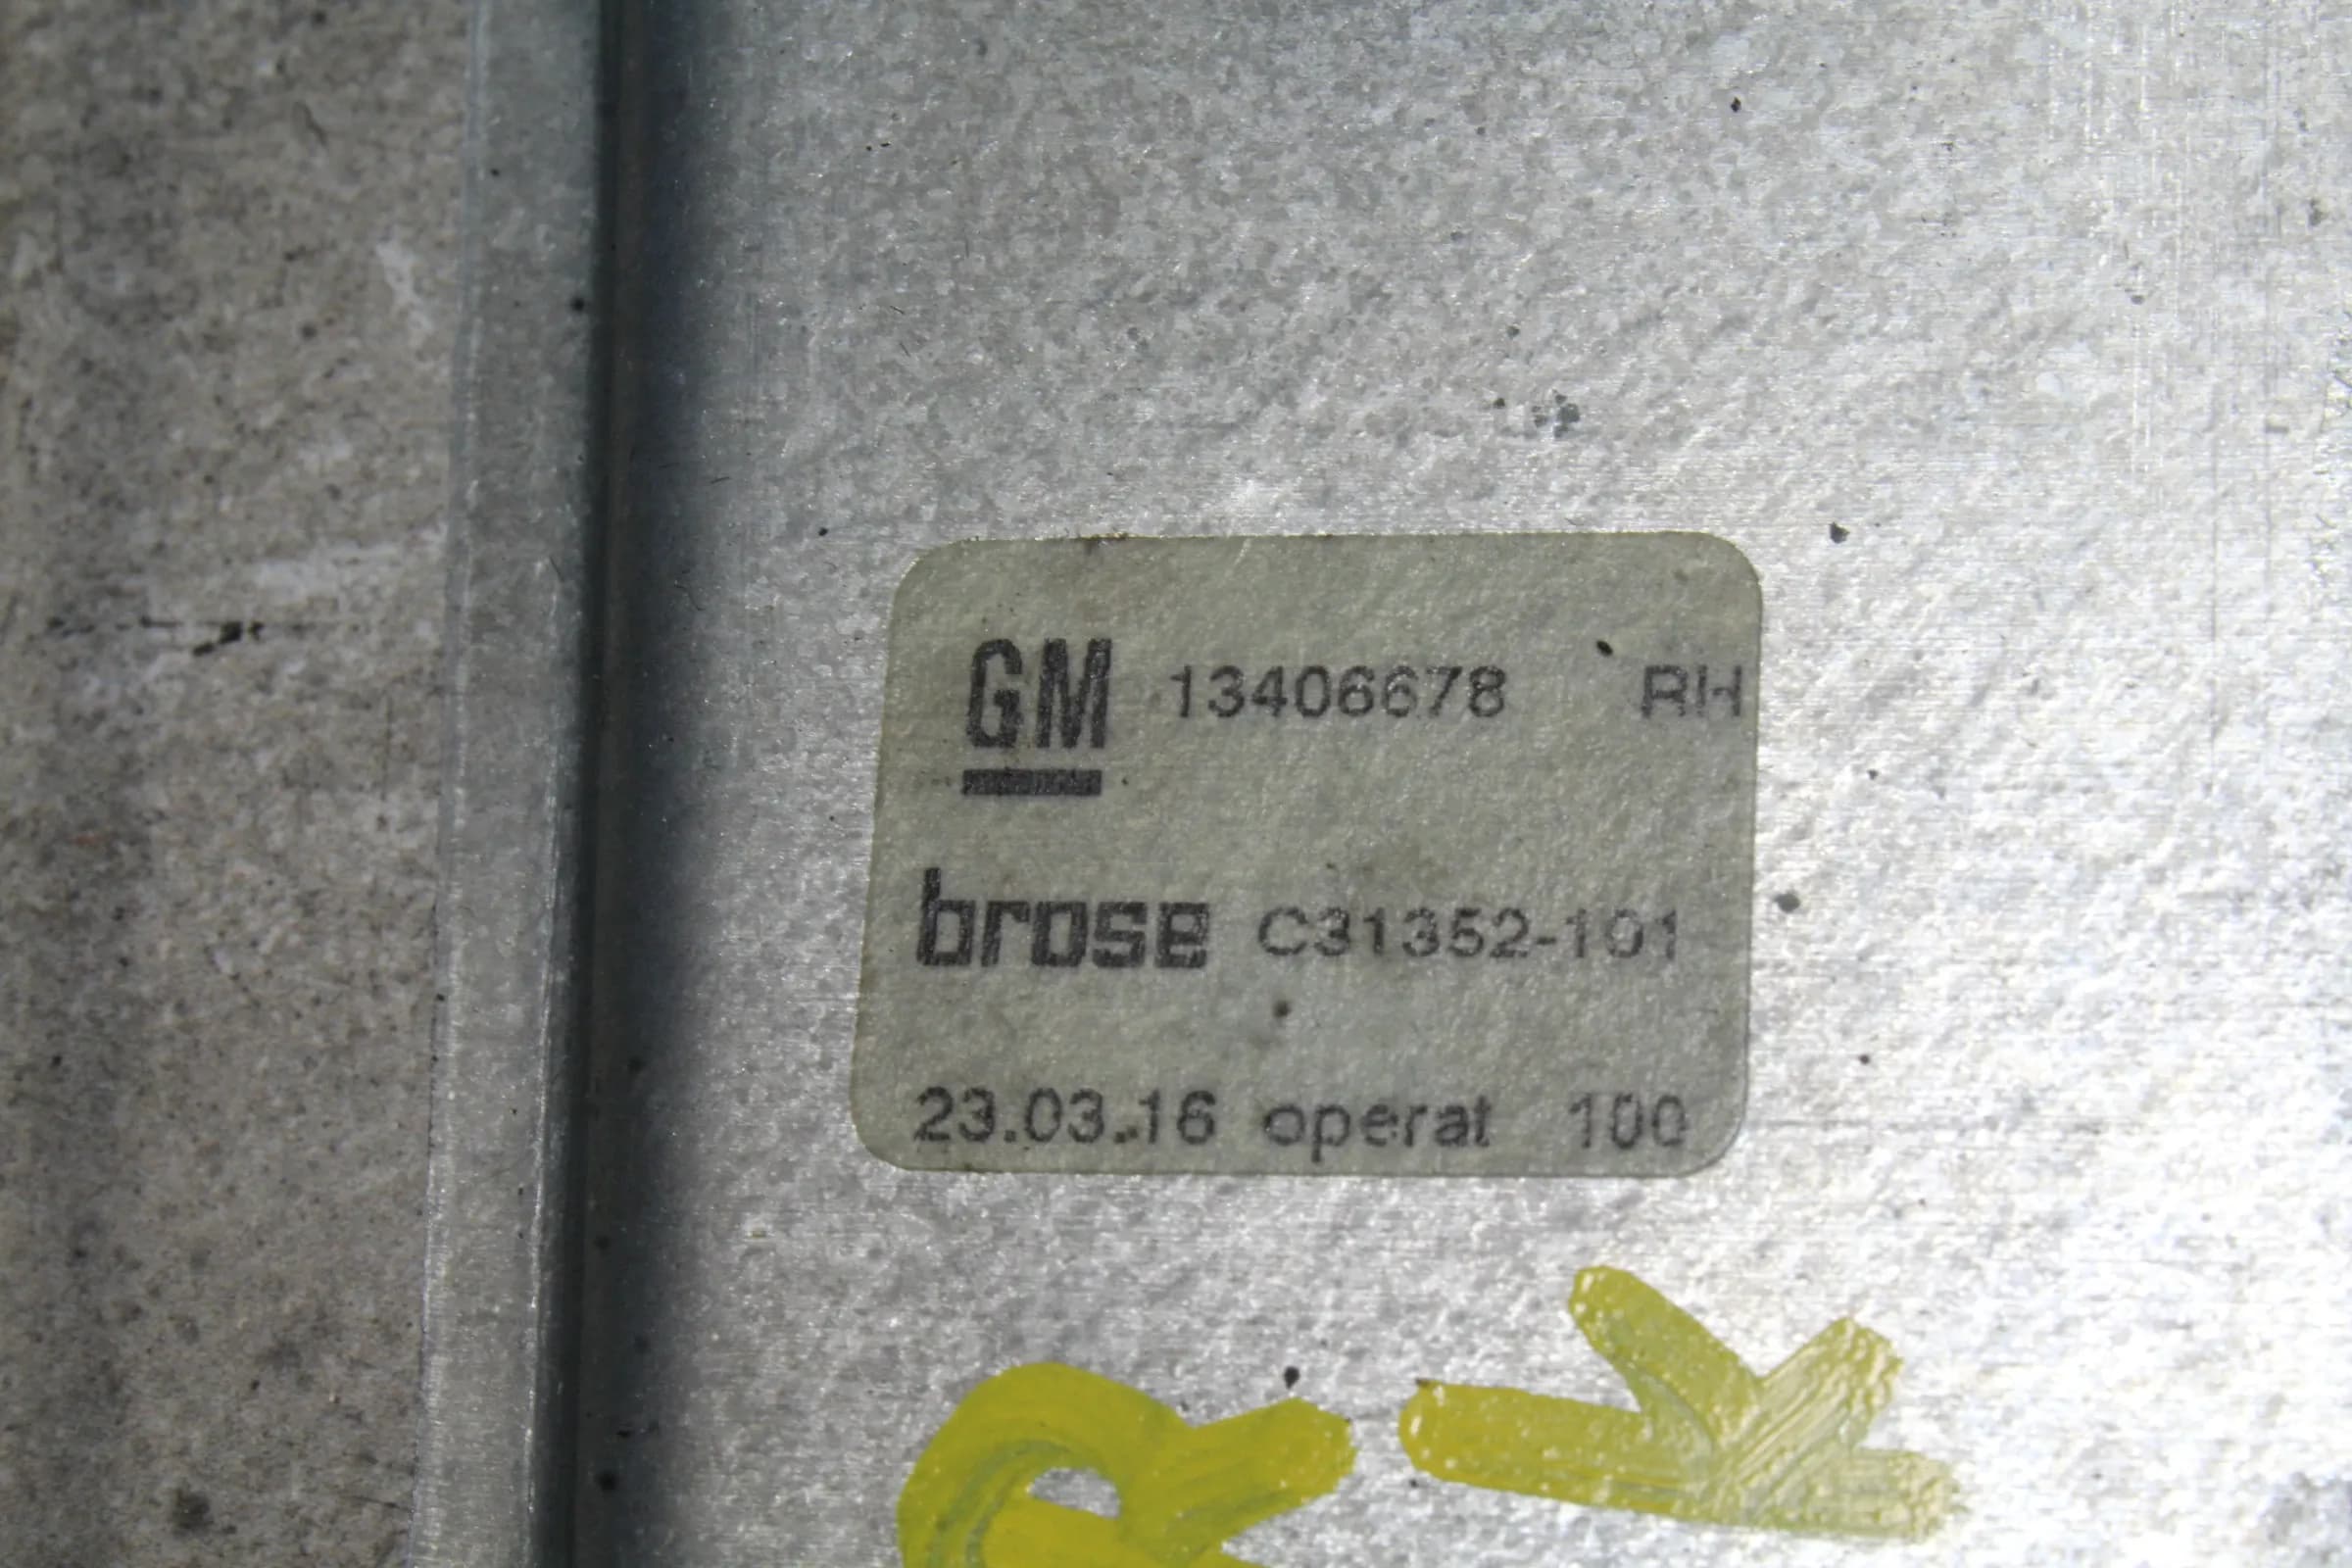 GM 13406678 RH
brose C31352-101
23.03.16 operat 100